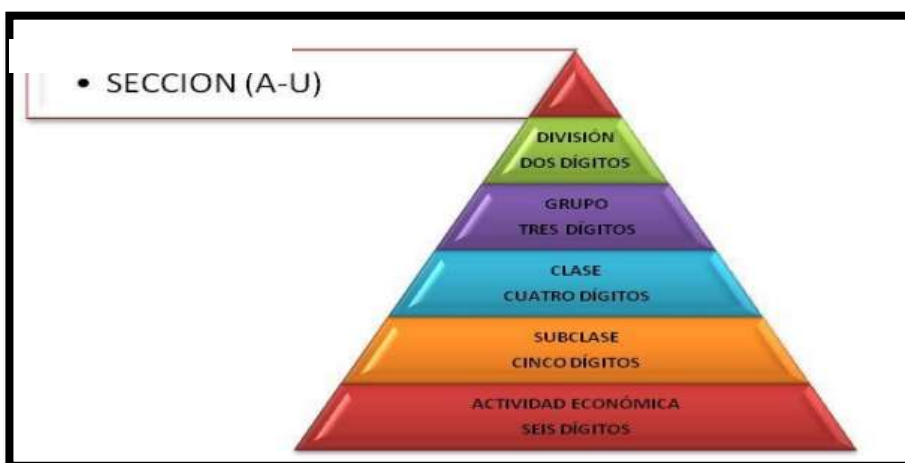 • SECCION (A-U)
DIVISIÓN
DOS DÍGITOS
GRUPO
TRES DÍGITOS
CLASE
CUATRO DÍGITOS
SUBCLASE
CINCO DÍGITOS
ACTIVIDAD ECONÓMICA
SEIS DÍGITOS